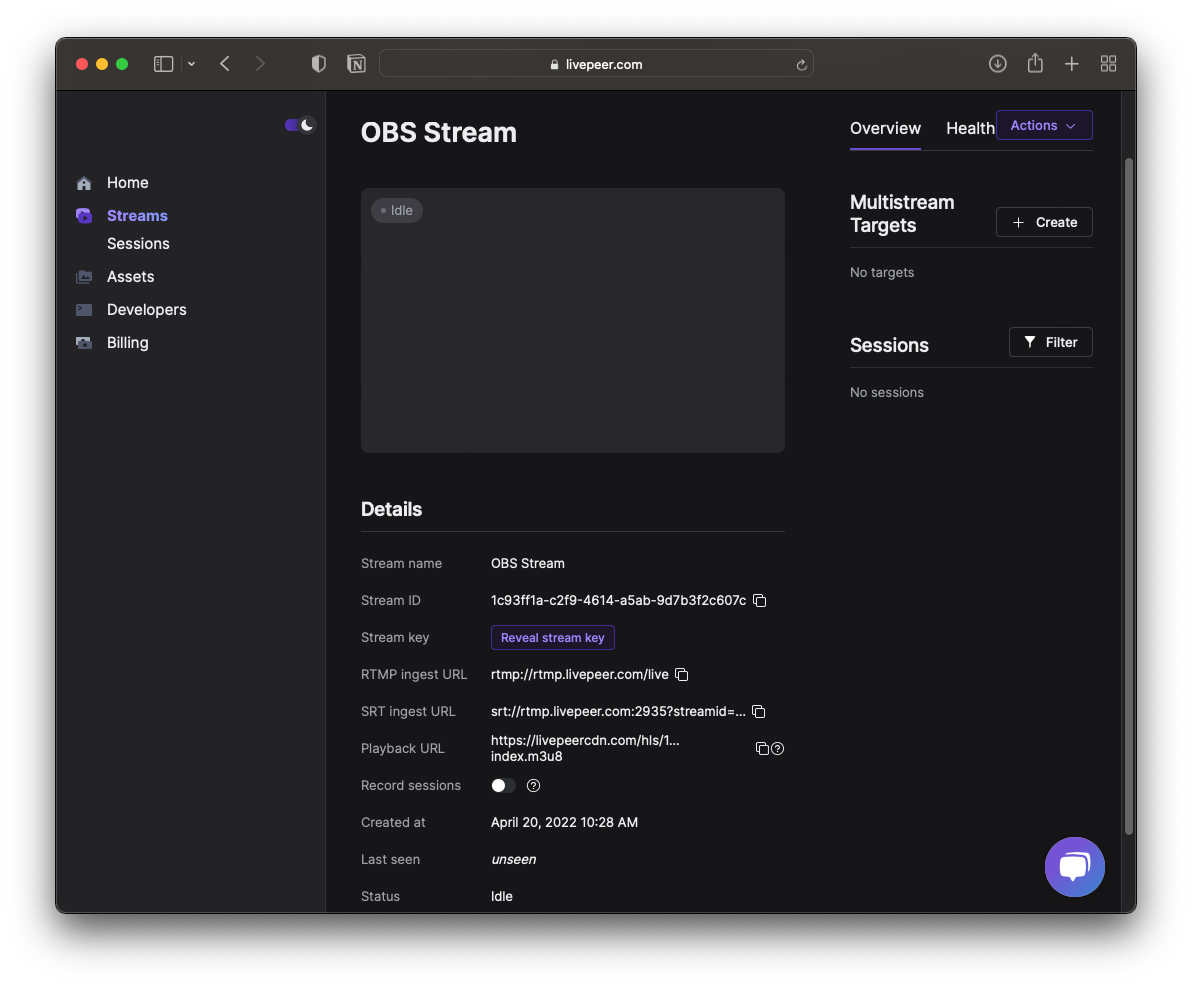 livepeer.com
Home
Streams
Sessions
Assets
Developers
Billing
OBS Stream
Idle
Details
Stream name OBS Stream
Stream ID 1c93ff1a-c2f9-4614-a5ab-9d7b3f2c607c
Stream key Reveal stream key
RTMP ingest URL rtmp://rtmp.livepeer.com/live
SRT ingest URL srt://rtmp.livepeer.com:2935?streamid=...
Playback URL https://livepeercdn.com/hls/1...
index.m3u8
Record sessions
Created at April 20, 2022 10:28 AM
Last seen unseen
Status Idle
Overview Health Actions
Multistream
Targets
Create
No targets
Sessions Filter
No sessions